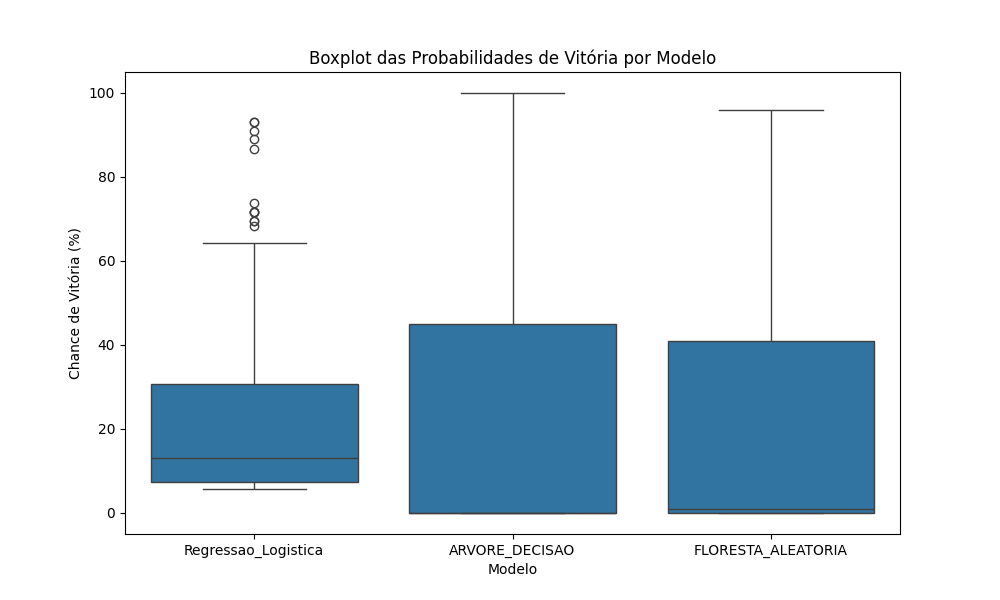 Boxplot das Probabilidades de Vitória por Modelo
Chance de Vitória (%)
100
80
60
40
20
0
Regressao_Logistica
ARVORE_DECISAO
FLORESTA_ALEATORIA
Modelo